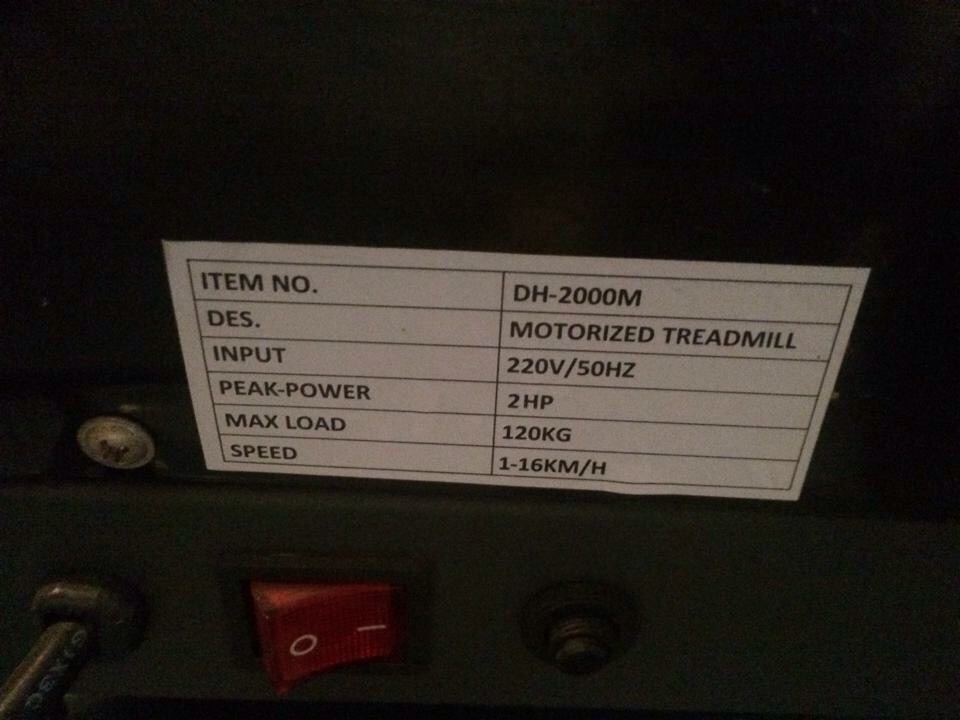 ITEM NO. DH-2000M
DES. MOTORIZED TREADMILL
INPUT 220V/50HZ
PEAK-POWER 2HP
MAX LOAD 120KG
SPEED 1-16KM/H
O I